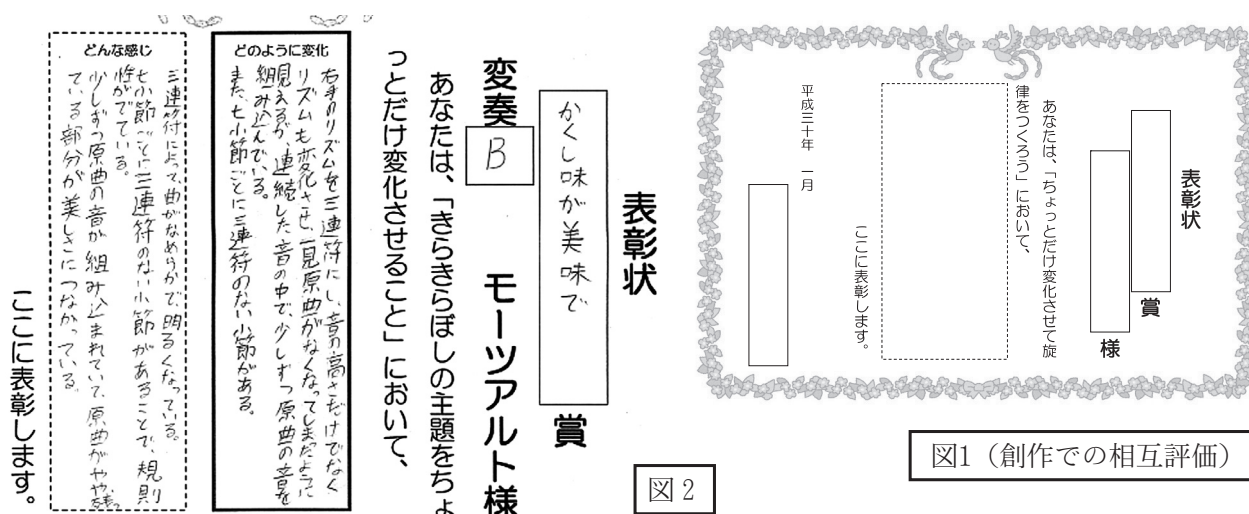 表彰状
かくし味が美味で
賞
変奏
B
モーツアルト様
あなたは、「きらきらぼしの主題をちょ
っとだけ変化させること」において、
どのように変化
右手のリズムを三連符にし、音の高さだけでなく
リズムも変化させ、一見原曲がなくなってしまったように
見えるが、連続した音の中で、少しずつ原曲の音を
組み込んでいる。
また、七小節ごとに三連符のない小節がある。
どんな感じ
三連符によって曲がなめらかで、明るくなっている。
七小節ごとに三連符のない小節があることで、規則
性がでている。
少しずつ原曲の音が組み込まれていて、原曲がやや残っ
ている部分が美しさにつながっている。
ここに表彰します。
図2
表彰状
賞
様
あなたは、「ちょっとだけ変化させて旋
律をつくろう」において、
ここに表彰します。
平成三十年 一月
図1（創作での相互評価）